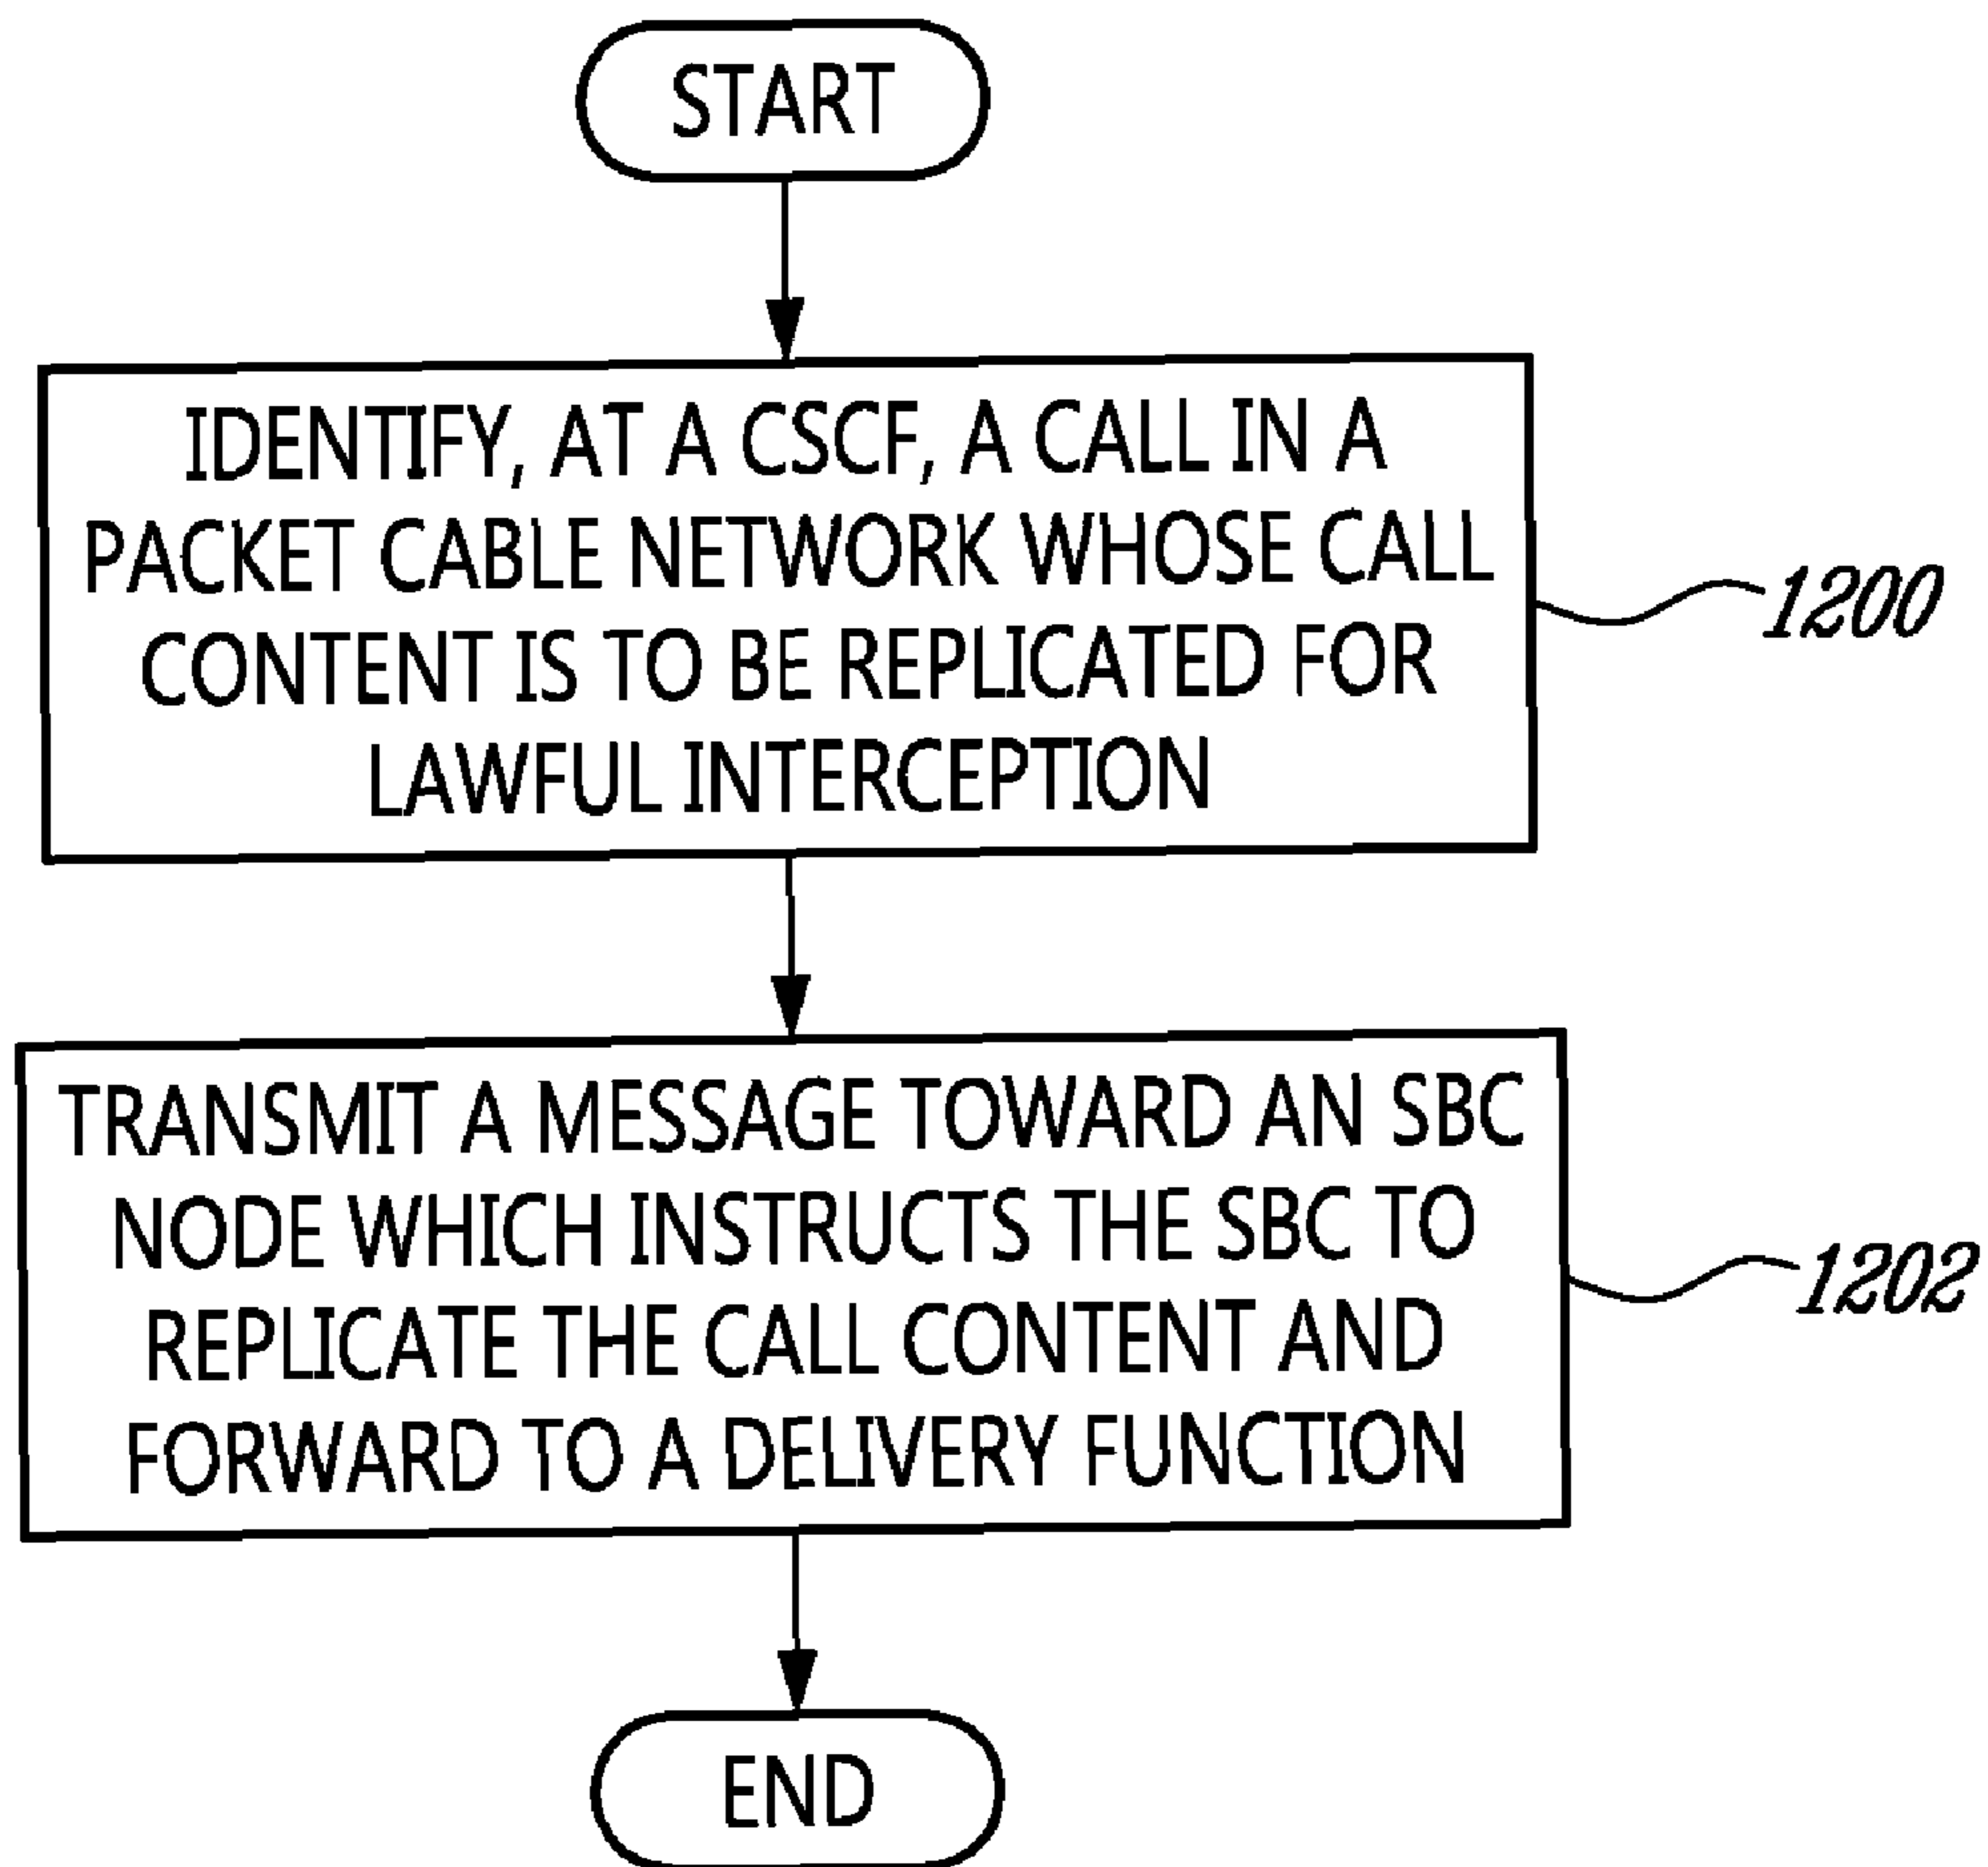 START
IDENTIFY, AT A CSCF, A CALL IN A
PACKET CABLE NETWORK WHOSE CALL
CONTENT IS TO BE REPLICATED FOR
LAWFUL INTERCEPTION
1200
TRANSMIT A MESSAGE TOWARD AN SBC
NODE WHICH INSTRUCTS THE SBC TO
REPLICATE THE CALL CONTENT AND
FORWARD TO A DELIVERY FUNCTION
1202
END